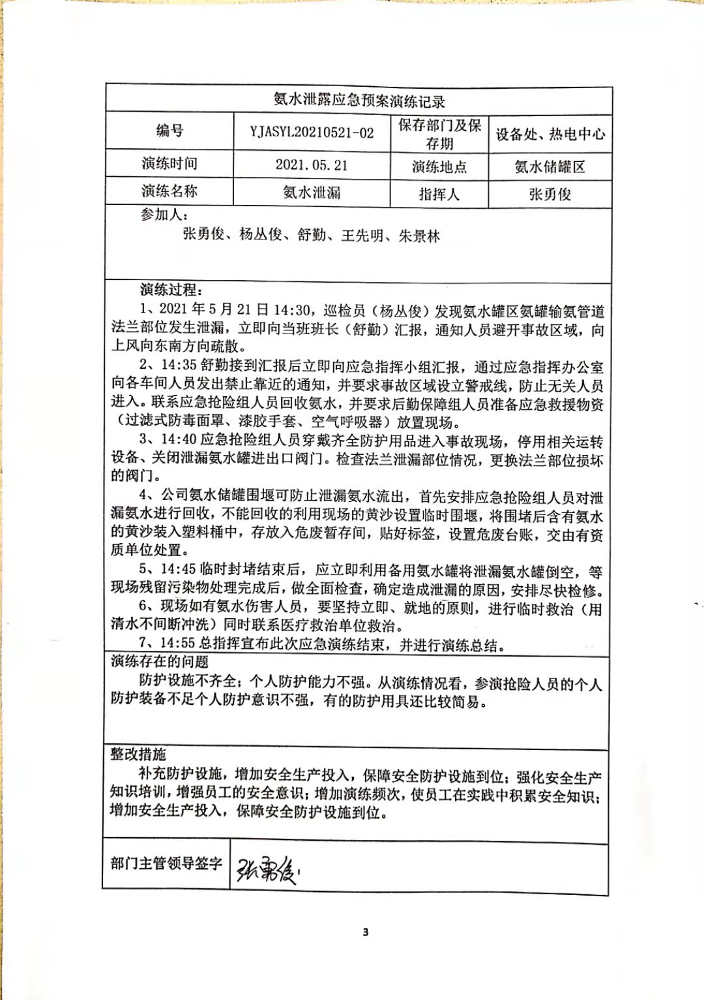 氨水泄露应急预案演练记录
编号 YJASYL20210521-02 保存部门及保存期 设备处、热电中心
演练时间 2021.05.21 演练地点 氨水储罐区
演练名称 氨水泄漏 指挥人 张勇俊
参加人：
张勇俊、杨丛俊、舒勤、王先明、朱景林
演练过程：
1、2021 年 5 月 21 日 14:30，巡检员（杨丛俊）发现氨水罐区氨罐输氨管道
法兰部位发生泄漏，立即向当班班长（舒勤）汇报，通知人员避开事故区域，向
上风向东南方向疏散。
2、14:35 舒勤接到汇报后立即向应急指挥小组汇报，通过应急指挥办公室
向各车间人员发出禁止靠近的通知，并要求事故区域设立警戒线，防止无关人员
进入。联系应急抢险组人员回收氨水，并要求后勤保障组人员准备应急救援物资
（过滤式防毒面罩、漆胶手套、空气呼吸器）放置现场。
3、14:40 应急抢险组人员穿戴齐全防护用品进入事故现场，停用相关运转
设备、关闭泄漏氨水罐进出口阀门。检查法兰泄漏部位情况，更换法兰部位损坏
的阀门。
4、公司氨水储罐围堰可防止泄漏氨水流出，首先安排应急抢险组人员对泄
漏氨水进行回收，不能回收的利用现场的黄沙设置临时围堰，将围堵后含有氨水
的黄沙装入塑料桶中，存放入危废暂存间，贴好标签，设置危废台账，交由有资
质单位处置。
5、14:45 临时封堵结束后，应立即利用备用氨水罐将泄漏氨水罐倒空，等
现场残留污染物处理完成后，做全面检查，确定造成泄漏的原因，安排尽快检修。
6、现场如有氨水伤害人员，要坚持立即、就地的原则，进行临时救治（用
清水不间断冲洗）同时联系医疗救治单位救治。
7、14:55 总指挥宣布此次应急演练结束，并进行演练总结。
演练存在的问题
防护设施不齐全；个人防护能力不强。从演练情况看，参演抢险人员的个人
防护装备不足个人防护意识不强，有的防护用具还比较简易。
整改措施
补充防护设施，增加安全生产投入，保障安全防护设施到位；强化安全生产
知识培训，增强员工的安全意识；增加演练频次，使员工在实践中积累安全知识；
增加安全生产投入，保障安全防护设施到位。
部门主管领导签字 张勇俊
3